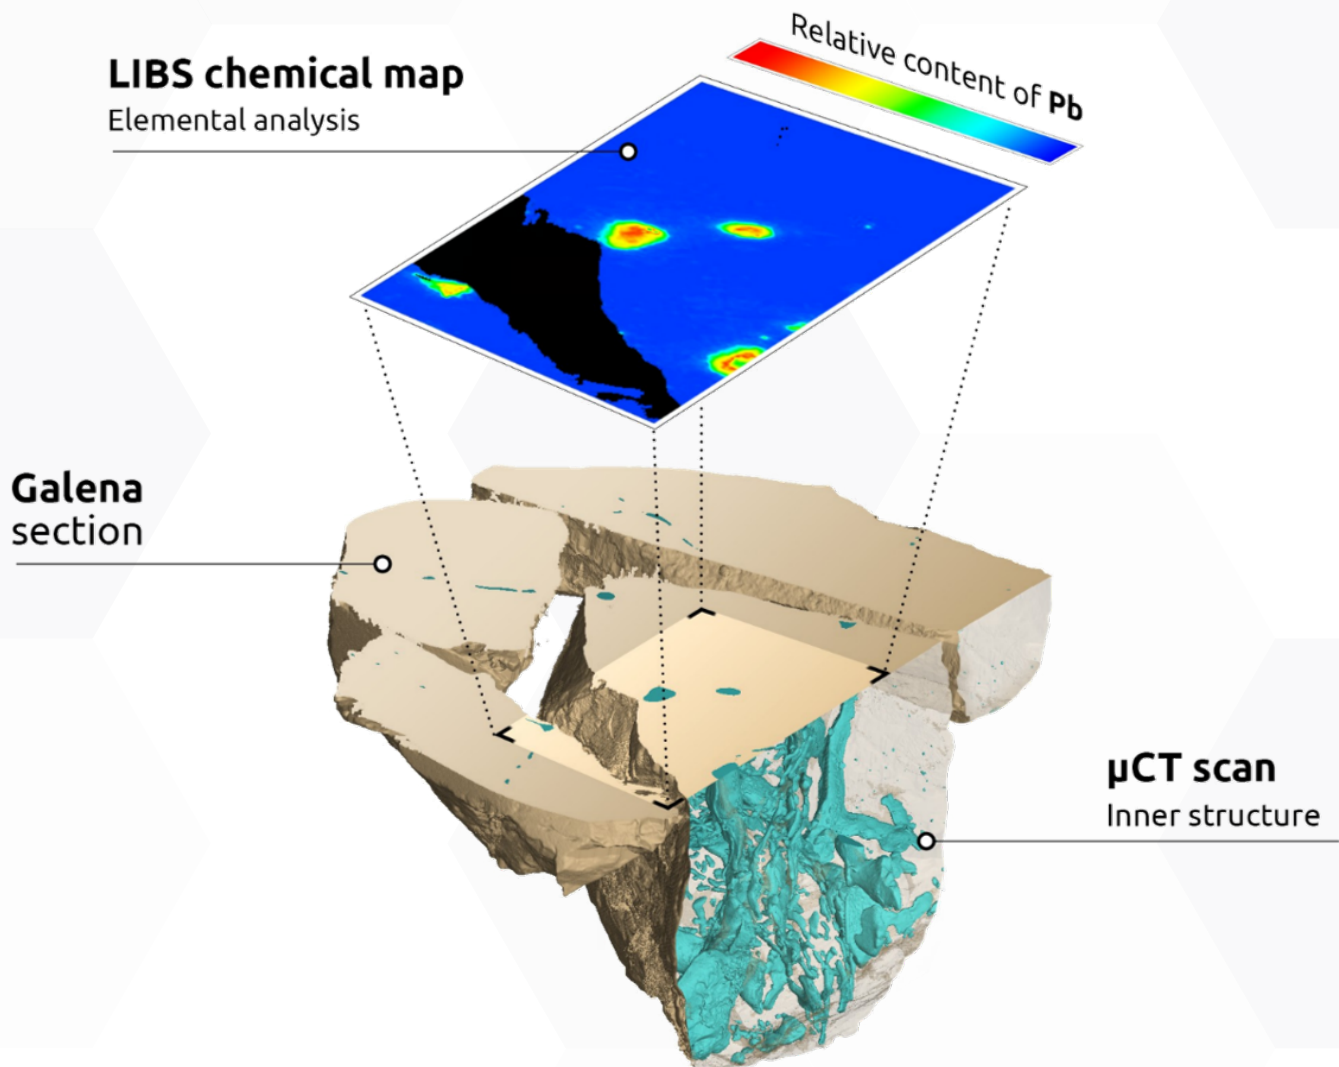 Relative content of Pb
LIBS chemical map
Elemental analysis
Galena
section
µCT scan
Inner structure